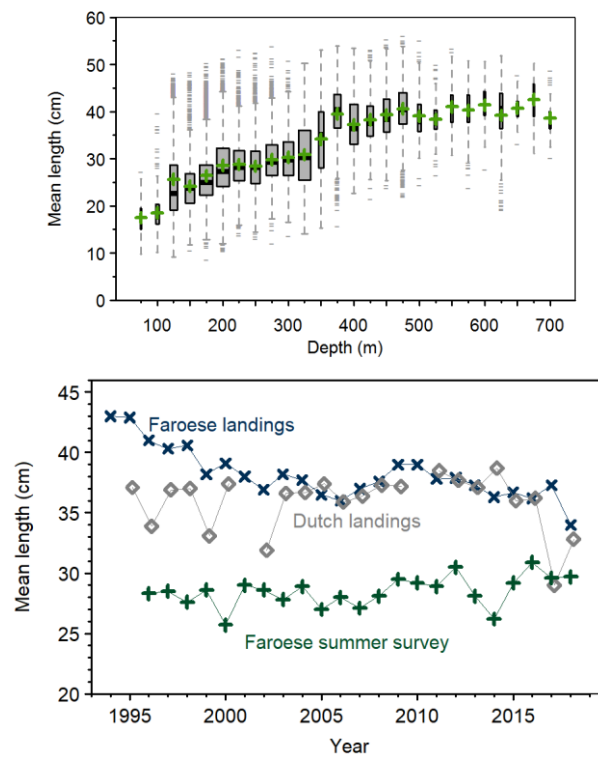 60
50
40
30
20
10
0
Mean length (cm)
100 200 300 400 500 600 700
Depth (m)
45
40
35
30
25
20
Mean length (cm)
Faroese landings
Dutch landings
Faroese summer survey
1995 2000 2005 2010 2015
Year